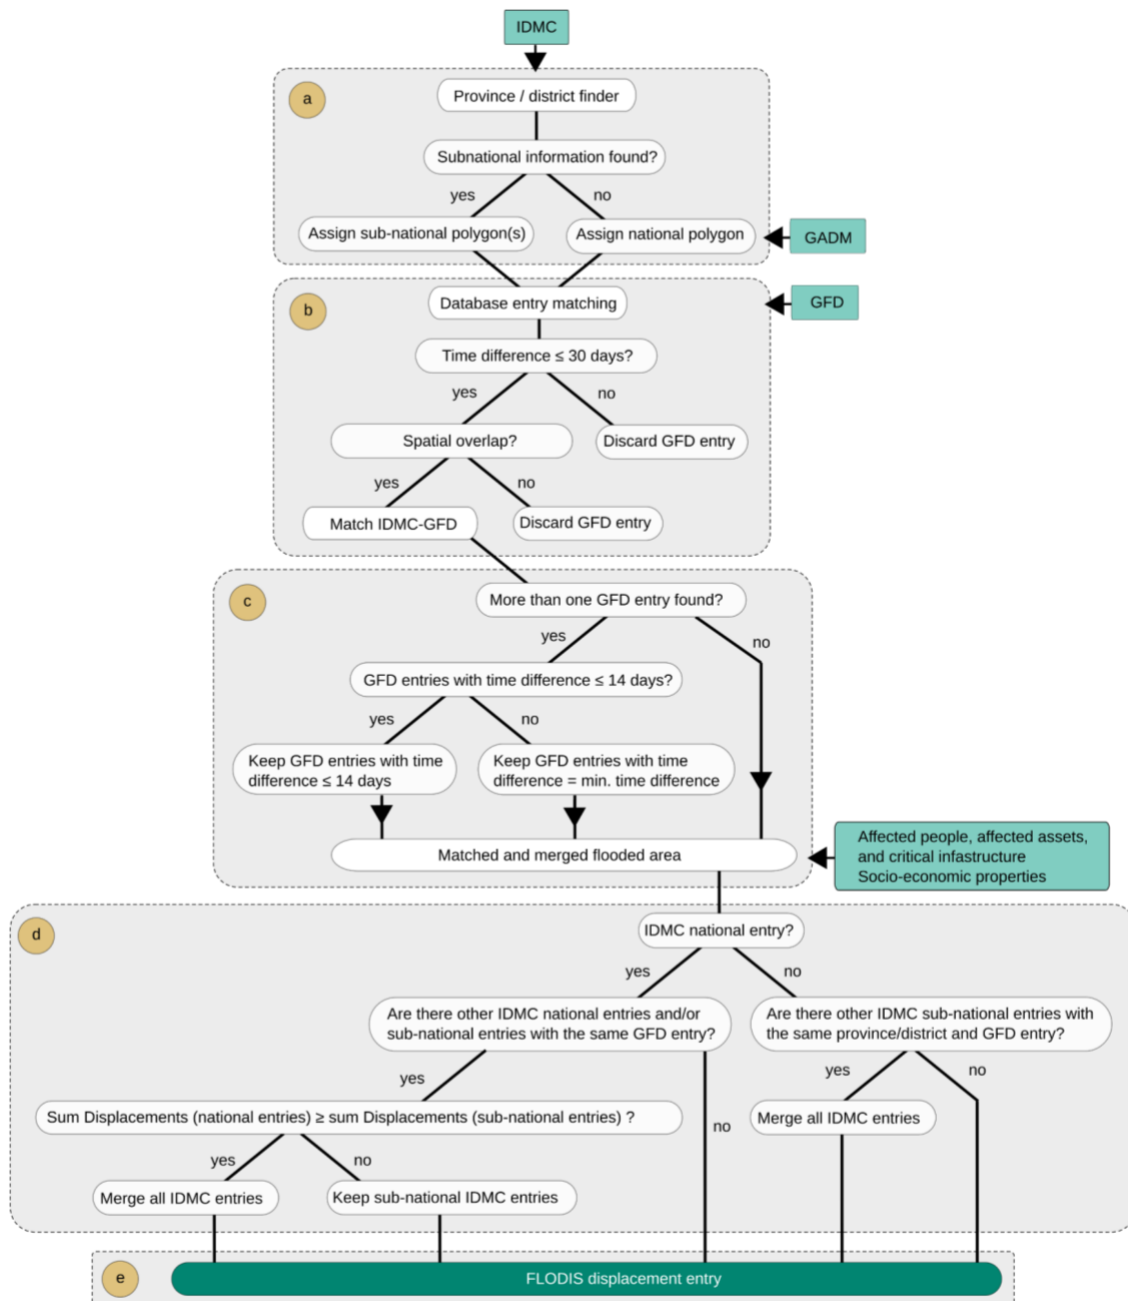 IDMC
a
Province / district finder
Subnational information found?
yes
no
Assign sub-national polygon(s)
Assign national polygon
GADM
b
Database entry matching
GFD
Time difference ≤ 30 days?
yes
no
Spatial overlap?
Discard GFD entry
yes
no
Match IDMC-GFD
Discard GFD entry
c
More than one GFD entry found?
yes
no
GFD entries with time difference ≤ 14 days?
yes
no
Keep GFD entries with time
difference ≤ 14 days
Keep GFD entries with time
difference = min. time difference
Matched and merged flooded area
Affected people, affected assets,
and critical infastructure
Socio-economic properties
d
IDMC national entry?
yes
no
Are there other IDMC national entries and/or
sub-national entries with the same GFD entry?
Are there other IDMC sub-national entries with
the same province/district and GFD entry?
yes
no
yes
no
Sum Displacements (national entries) ≥ sum Displacements (sub-national entries) ?
Merge all IDMC entries
yes
no
Merge all IDMC entries
Keep sub-national IDMC entries
e
FLODIS displacement entry